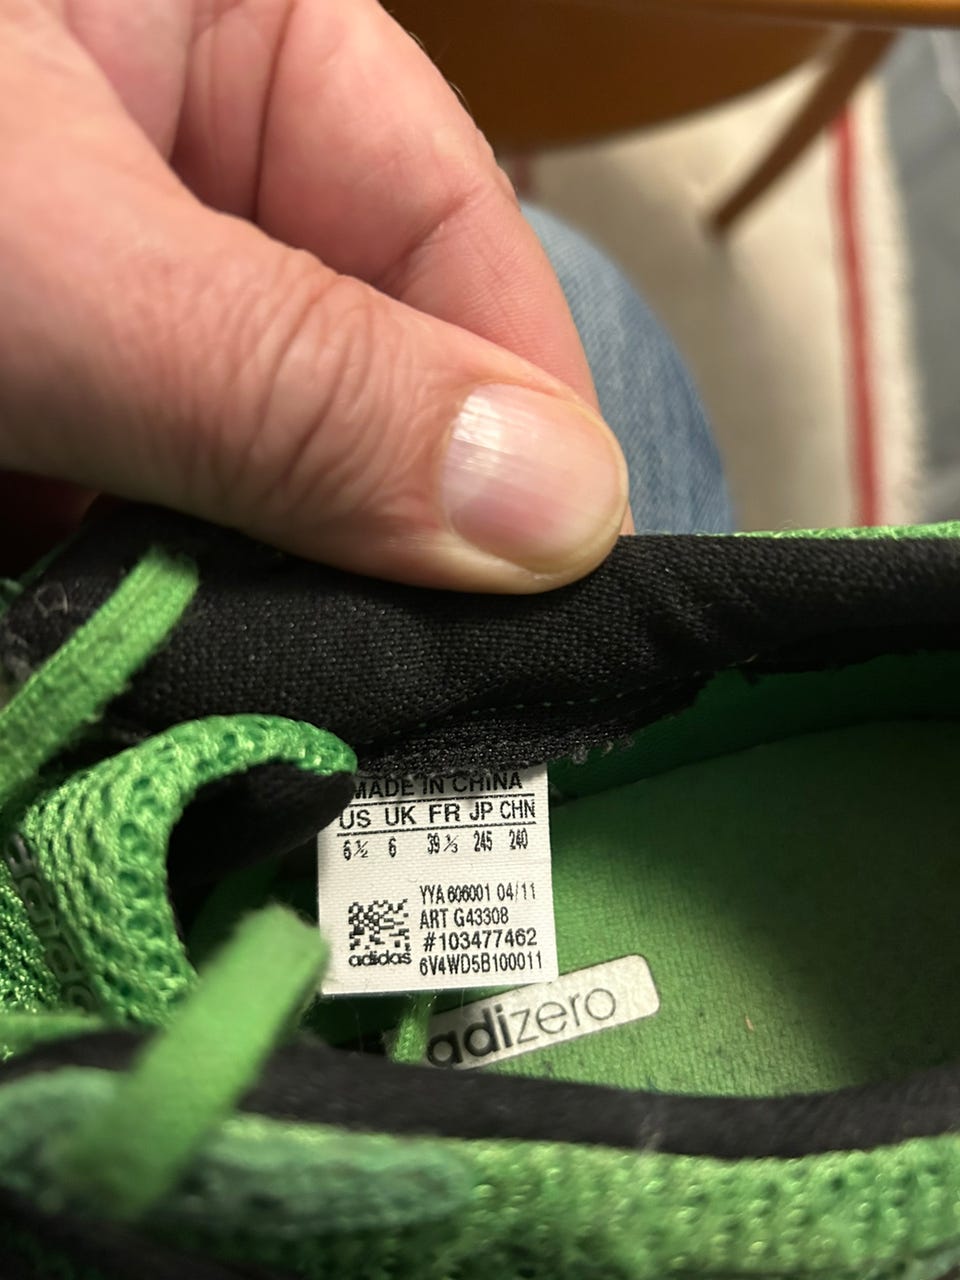 MADE IN CHINA
US UK FR JP CHN
6½ 6 39⅓ 245 240
YYA 606001 04/11
ART G43308
#103477462
adidas
6V4WD5B100011
adizero